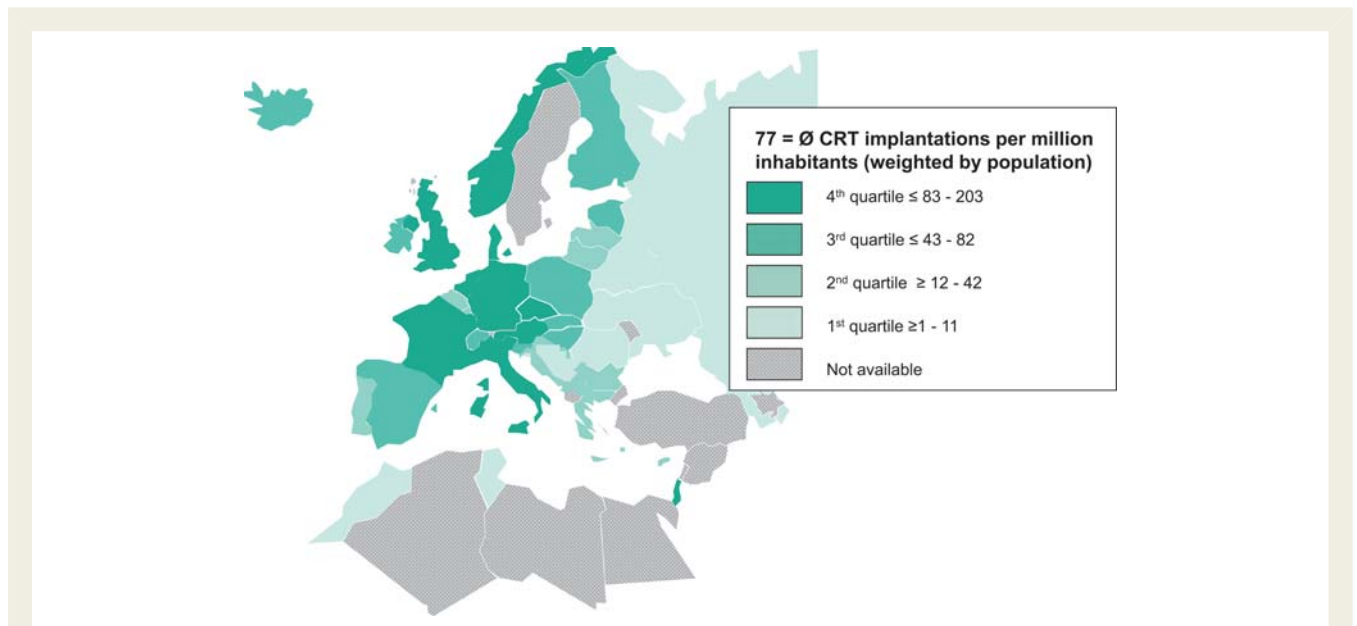 77 = Ø CRT implantations per million
inhabitants (weighted by population)
4th quartile ≤ 83 - 203
3rd quartile ≤ 43 - 82
2nd quartile ≥ 12 - 42
1st quartile ≥1 - 11
Not available